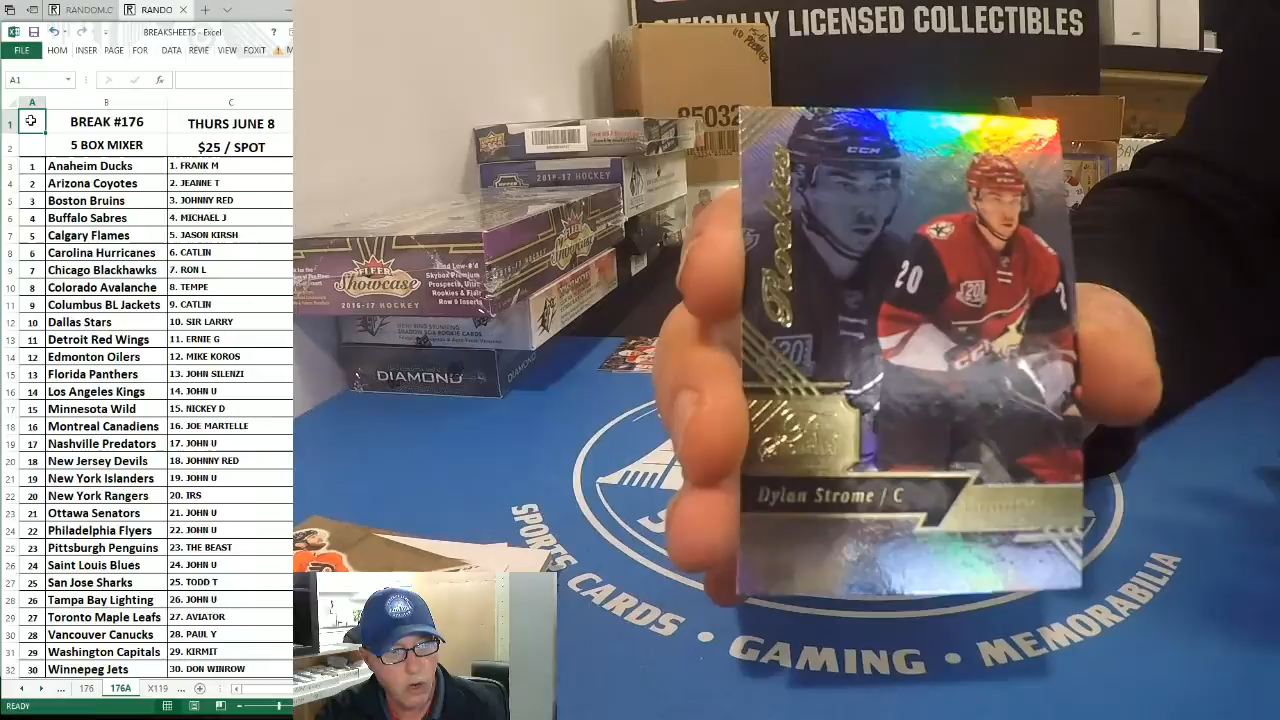 RANDOM.C
RANDO
BREAKSHEETS - Excel
FILE HOM INSER PAGE FOR DATA REVIE VIEW FOXIT M
A1
fx
A B C
1 BREAK #176 THURS JUNE 8
2 5 BOX MIXER $25 / SPOT
3 1 Anaheim Ducks 1. FRANK M
4 2 Arizona Coyotes 2. JEANNE T
5 3 Boston Bruins 3. JOHNNY RED
6 4 Buffalo Sabres 4. MICHAEL J
7 5 Calgary Flames 5. JASON KIRSH
8 6 Carolina Hurricanes 6. CATLIN
9 7 Chicago Blackhawks 7. RON L
10 8 Colorado Avalanche 8. TEMPE
11 9 Columbus BL Jackets 9. CATLIN
12 10 Dallas Stars 10. SIR LARRY
13 11 Detroit Red Wings 11. ERNIE G
14 12 Edmonton Oilers 12. MIKE KOROS
15 13 Florida Panthers 13. JOHN SILENZI
16 14 Los Angeles Kings 14. JOHN U
17 15 Minnesota Wild 15. NICKEY D
18 16 Montreal Canadiens 16. JOE MARTELLE
19 17 Nashville Predators 17. JOHN U
20 18 New Jersey Devils 18. JOHNNY RED
21 19 New York Islanders 19. JOHN U
22 20 New York Rangers 20. IRS
23 21 Ottawa Senators 21. JOHN U
24 22 Philadelphia Flyers 22. JOHN U
25 23 Pittsburgh Penguins 23. THE BEAST
26 24 Saint Louis Blues 24. JOHN U
27 25 San Jose Sharks 25. TODD T
28 26 Tampa Bay Lighting 26. JOHN U
29 27 Toronto Maple Leafs 27. AVIATOR
30 28 Vancouver Canucks 28. PAUL Y
31 29 Washington Capitals 29. KIRMIT
32 30 Winnepeg Jets 30. DON WINROW
... 176 176A X119 ...
READY
OFFICIALLY LICENSED COLLECTIBLES
85032
2016-17 HOCKEY
FLEER
Showcase
2016-17 HOCKEY
Skybox Premium
Prospects,
Rookies &
Row 0 Inserts
DIAMOND
Rookies
CCM
20
20
Dylan Strome / C
SPORTS CARDS • GAMING • MEMORABILIA